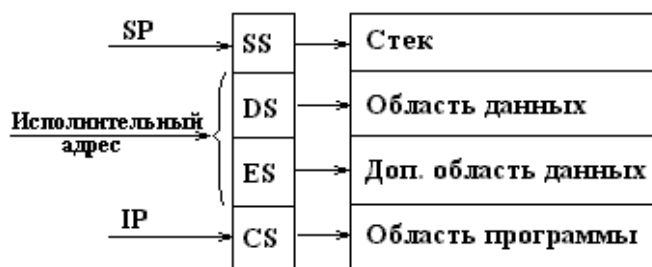 SP
SS
Стек
DS
Область данных
Исполнительный
адрес
ES
Доп. область данных
IP
CS
Область программы